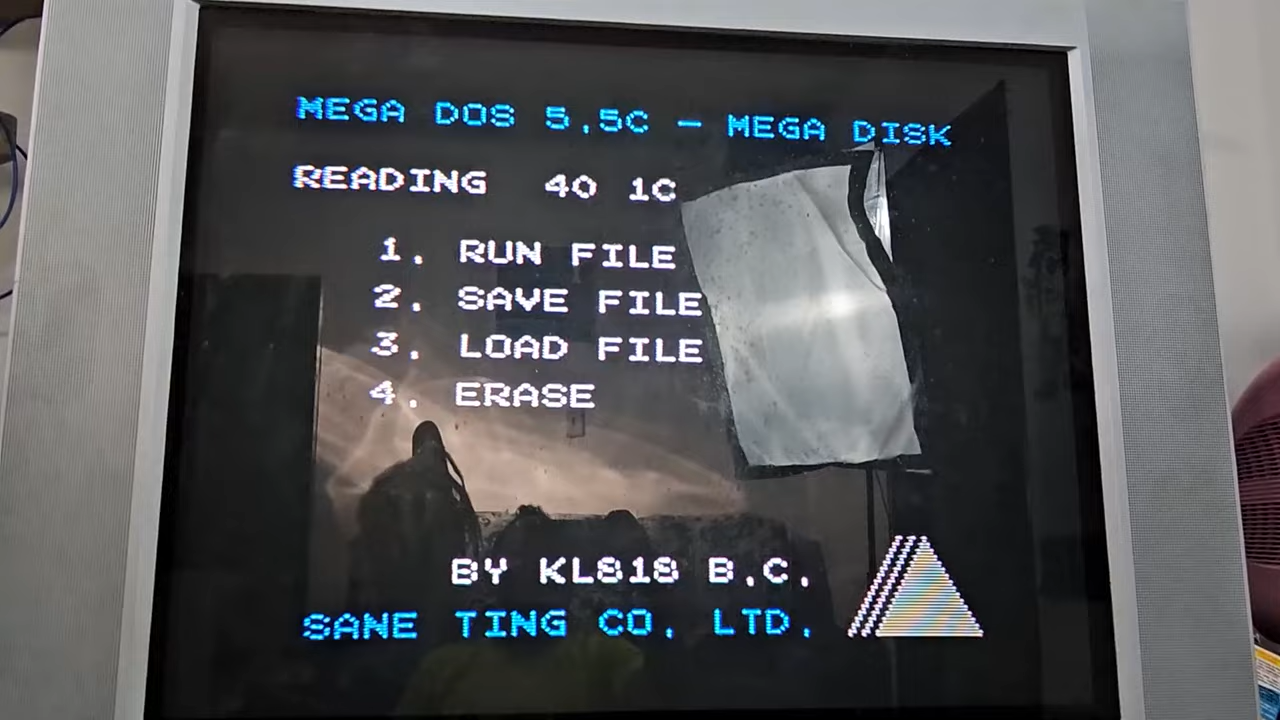 MEGA DOS 5.5C - MEGA DISK
READING 40 1C
1. RUN FILE
2. SAVE FILE
3. LOAD FILE
4. ERASE
BY KL818 B.C.
SANE TING CO. LTD.